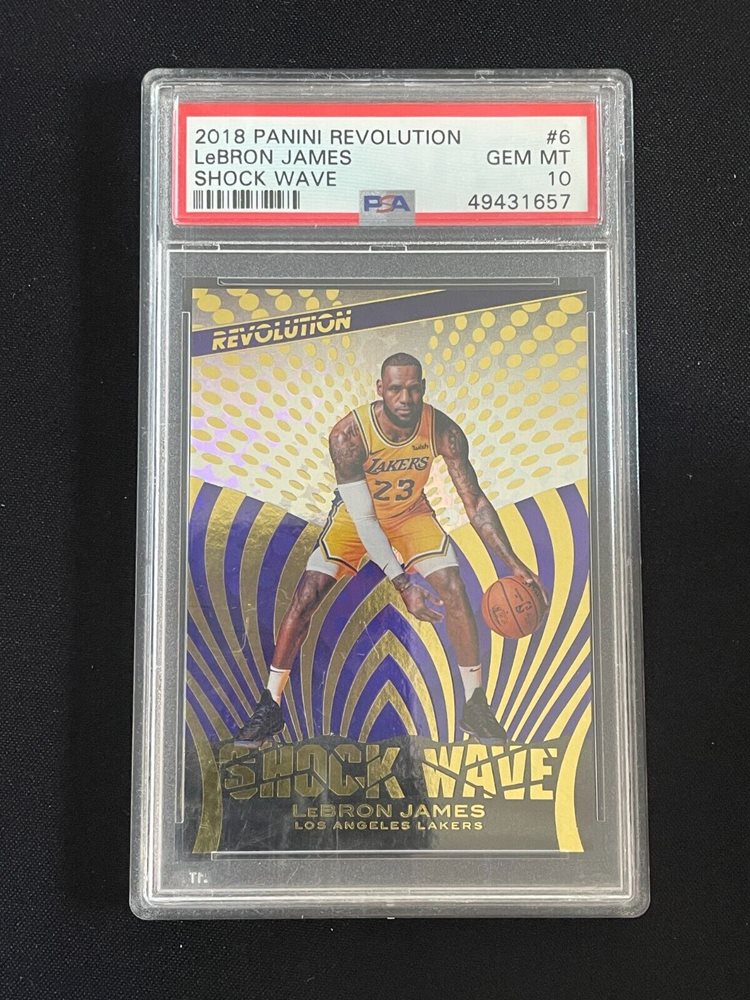 2018 PANINI REVOLUTION #6
LeBRON JAMES GEM MT
SHOCK WAVE 10
PSA 49431657
REVOLUTION
wish
LAKERS
23
SHOCK WAVE
LeBRON JAMES
LOS ANGELES LAKERS